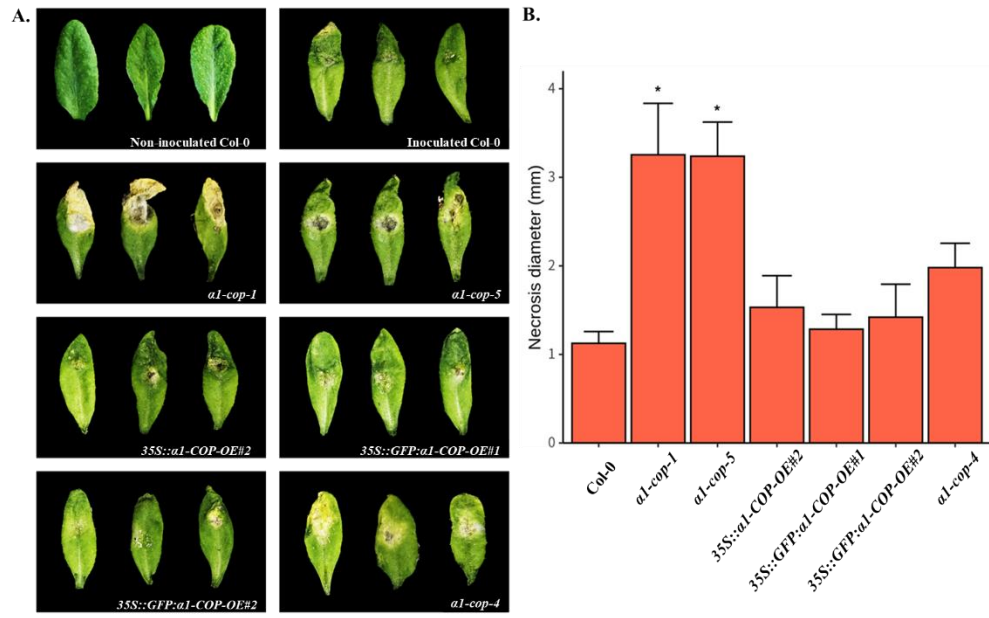 A.
Non-inoculated Col-0
Inoculated Col-0
α1-cop-1
α1-cop-5
35S::α1-COP-OE#2
35S::GFP:α1-COP-OE#1
35S::GFP:α1-COP-OE#2
α1-cop-4
B.
Necrosis diameter (mm)
4
3
2
1
0
*
*
Col-0
α1-cop-1
α1-cop-5
35S::α1-COP-OE#2
35S::GFP:α1-COP-OE#1
35S::GFP:α1-COP-OE#2
α1-cop-4